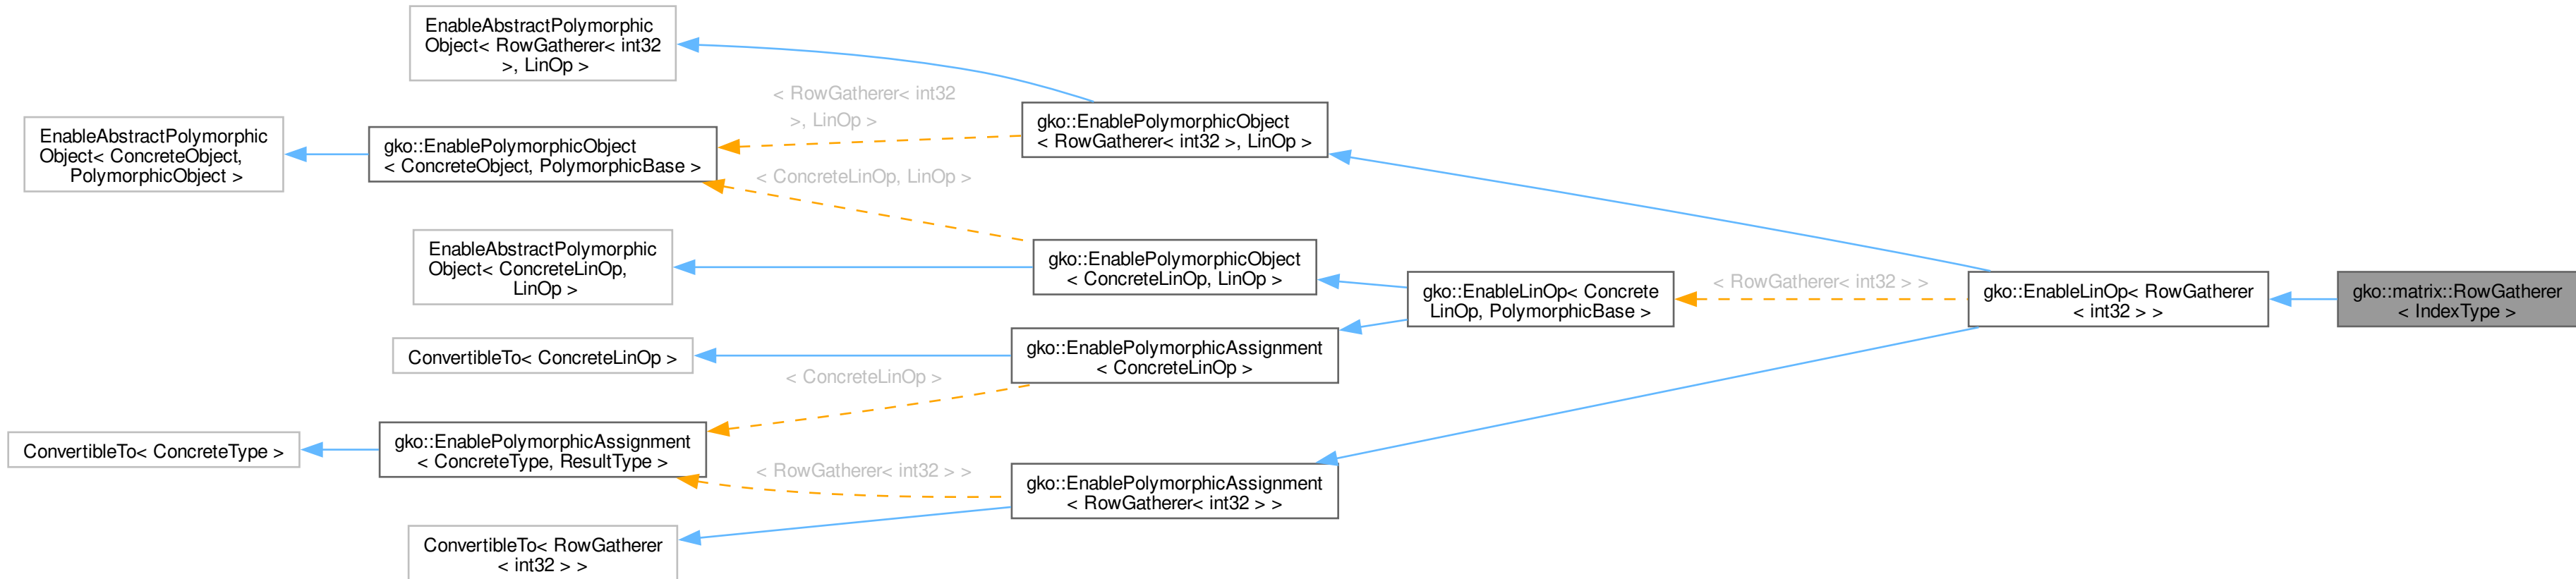 EnableAbstractPolymorphic
Object< RowGatherer< int32
>, LinOp >
< RowGatherer< int32
>, LinOp >
gko::EnablePolymorphicObject
< RowGatherer< int32 >, LinOp >
EnableAbstractPolymorphic
Object< ConcreteObject,
PolymorphicObject >
gko::EnablePolymorphicObject
< ConcreteObject, PolymorphicBase >
< ConcreteLinOp, LinOp >
EnableAbstractPolymorphic
Object< ConcreteLinOp,
LinOp >
gko::EnablePolymorphicObject
< ConcreteLinOp, LinOp >
gko::EnableLinOp< Concrete
LinOp, PolymorphicBase >
< RowGatherer< int32 > >
gko::EnableLinOp< RowGatherer
< int32 > >
gko::matrix::RowGatherer
< IndexType >
ConvertibleTo< ConcreteLinOp >
gko::EnablePolymorphicAssignment
< ConcreteLinOp >
< ConcreteLinOp >
ConvertibleTo< ConcreteType >
gko::EnablePolymorphicAssignment
< ConcreteType, ResultType >
< RowGatherer< int32 > >
gko::EnablePolymorphicAssignment
< RowGatherer< int32 > >
ConvertibleTo< RowGatherer
< int32 > >